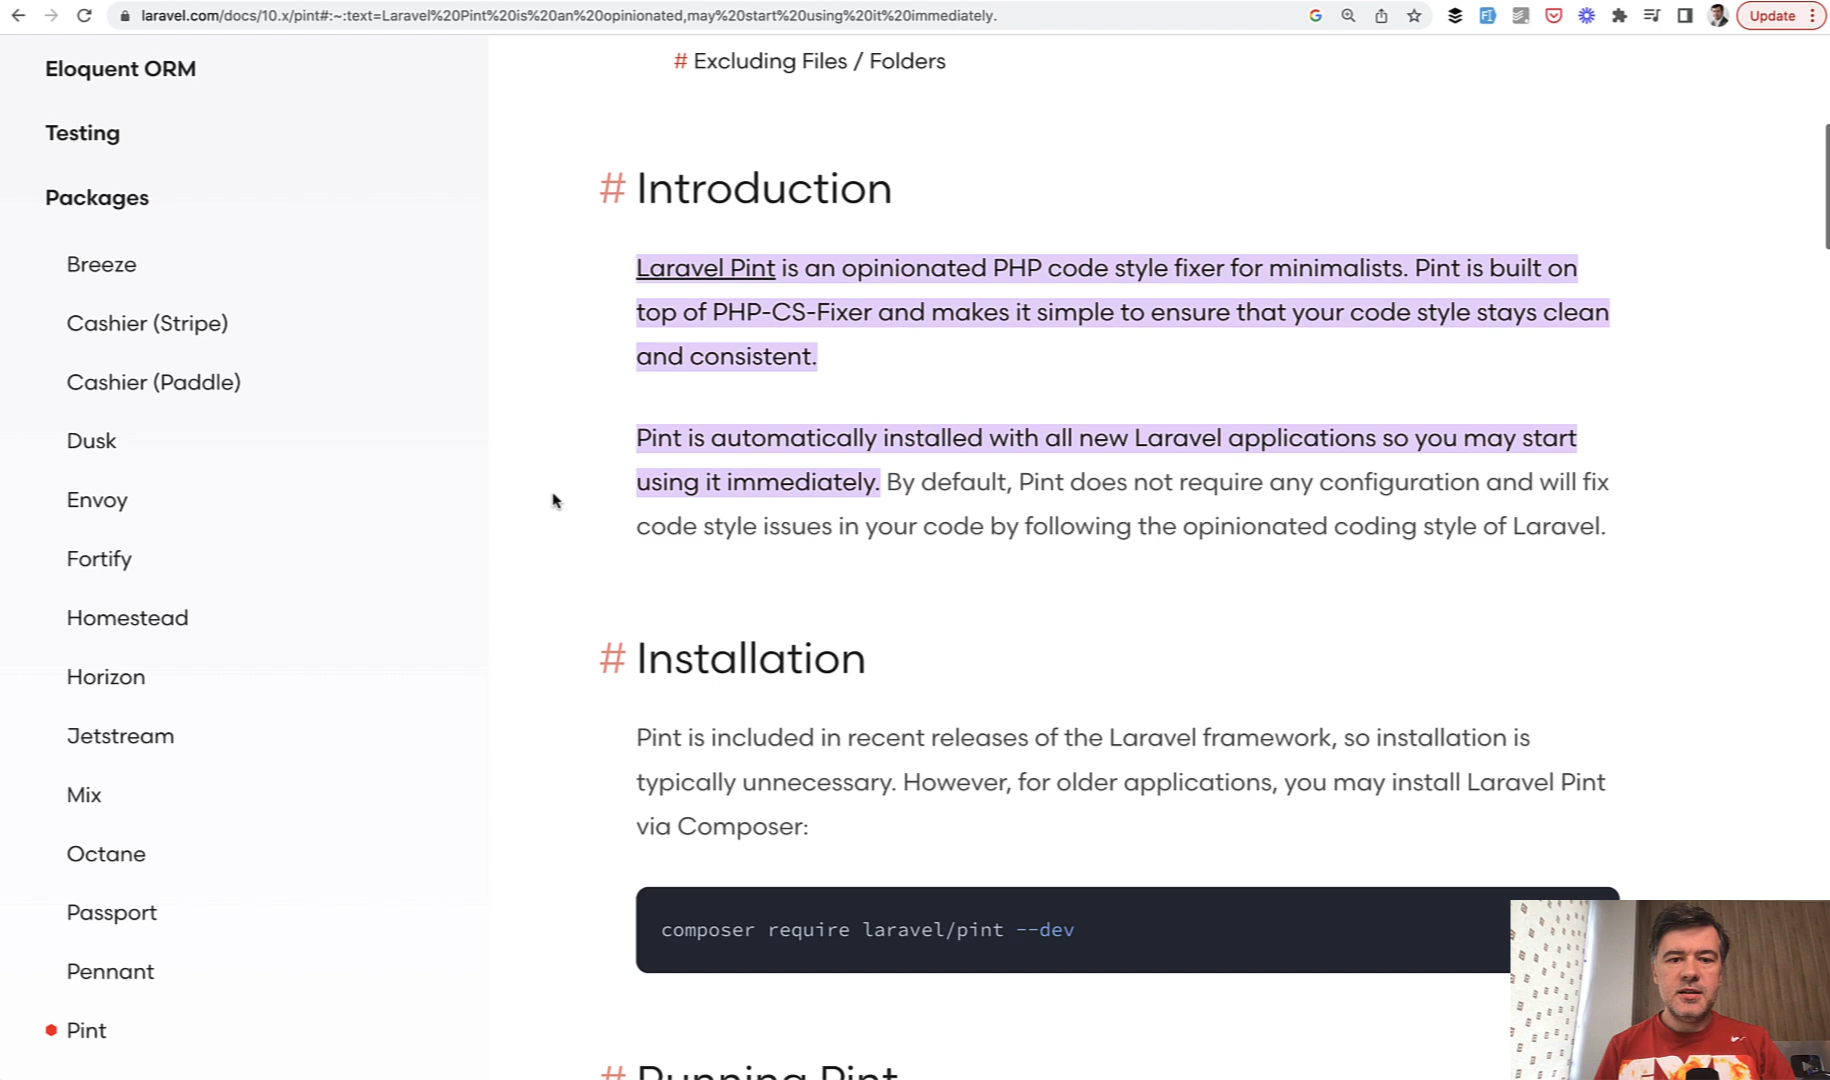 laravel.com/docs/10.x/pint#:~:text=Laravel%20Pint%20is%20an%20opinionated,may%20start%20using%20it%20immediately.
Update
Eloquent ORM
Testing
Packages
Breeze
Cashier (Stripe)
Cashier (Paddle)
Dusk
Envoy
Fortify
Homestead
Horizon
Jetstream
Mix
Octane
Passport
Pennant
Pint
# Excluding Files / Folders
# Introduction
Laravel Pint is an opinionated PHP code style fixer for minimalists. Pint is built on
top of PHP-CS-Fixer and makes it simple to ensure that your code style stays clean
and consistent.
Pint is automatically installed with all new Laravel applications so you may start
using it immediately. By default, Pint does not require any configuration and will fix
code style issues in your code by following the opinionated coding style of Laravel.
# Installation
Pint is included in recent releases of the Laravel framework, so installation is
typically unnecessary. However, for older applications, you may install Laravel Pint
via Composer:
composer require laravel/pint --dev
# Running Pint